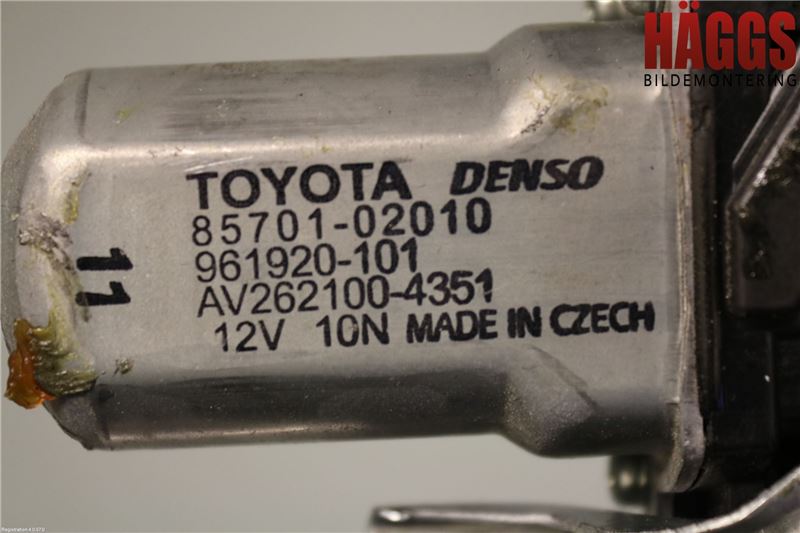 HÄGGS
BILDEMONTERING
TOYOTA DENSO
85701-02010
961920-101
AV262100-4351
12V 10N MADE IN CZECH
11